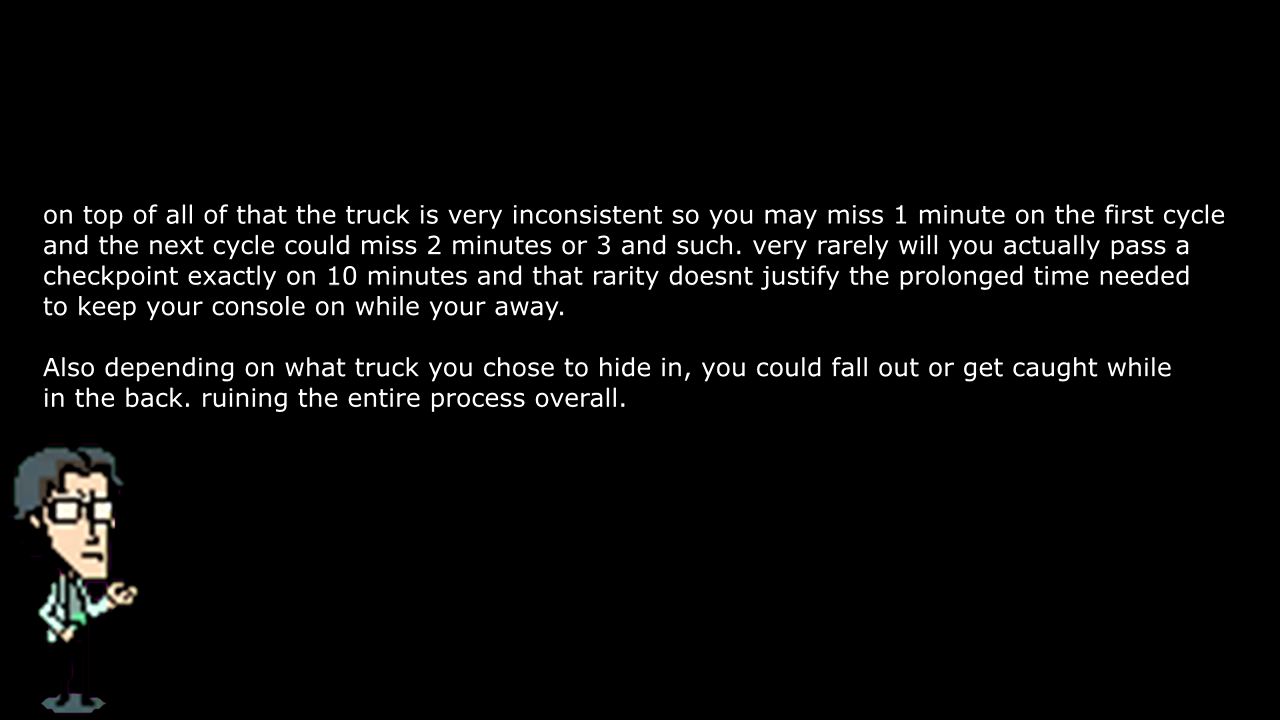 on top of all of that the truck is very inconsistent so you may miss 1 minute on the first cycle
and the next cycle could miss 2 minutes or 3 and such. very rarely will you actually pass a
checkpoint exactly on 10 minutes and that rarity doesnt justify the prolonged time needed
to keep your console on while your away.
Also depending on what truck you chose to hide in, you could fall out or get caught while
in the back. ruining the entire process overall.